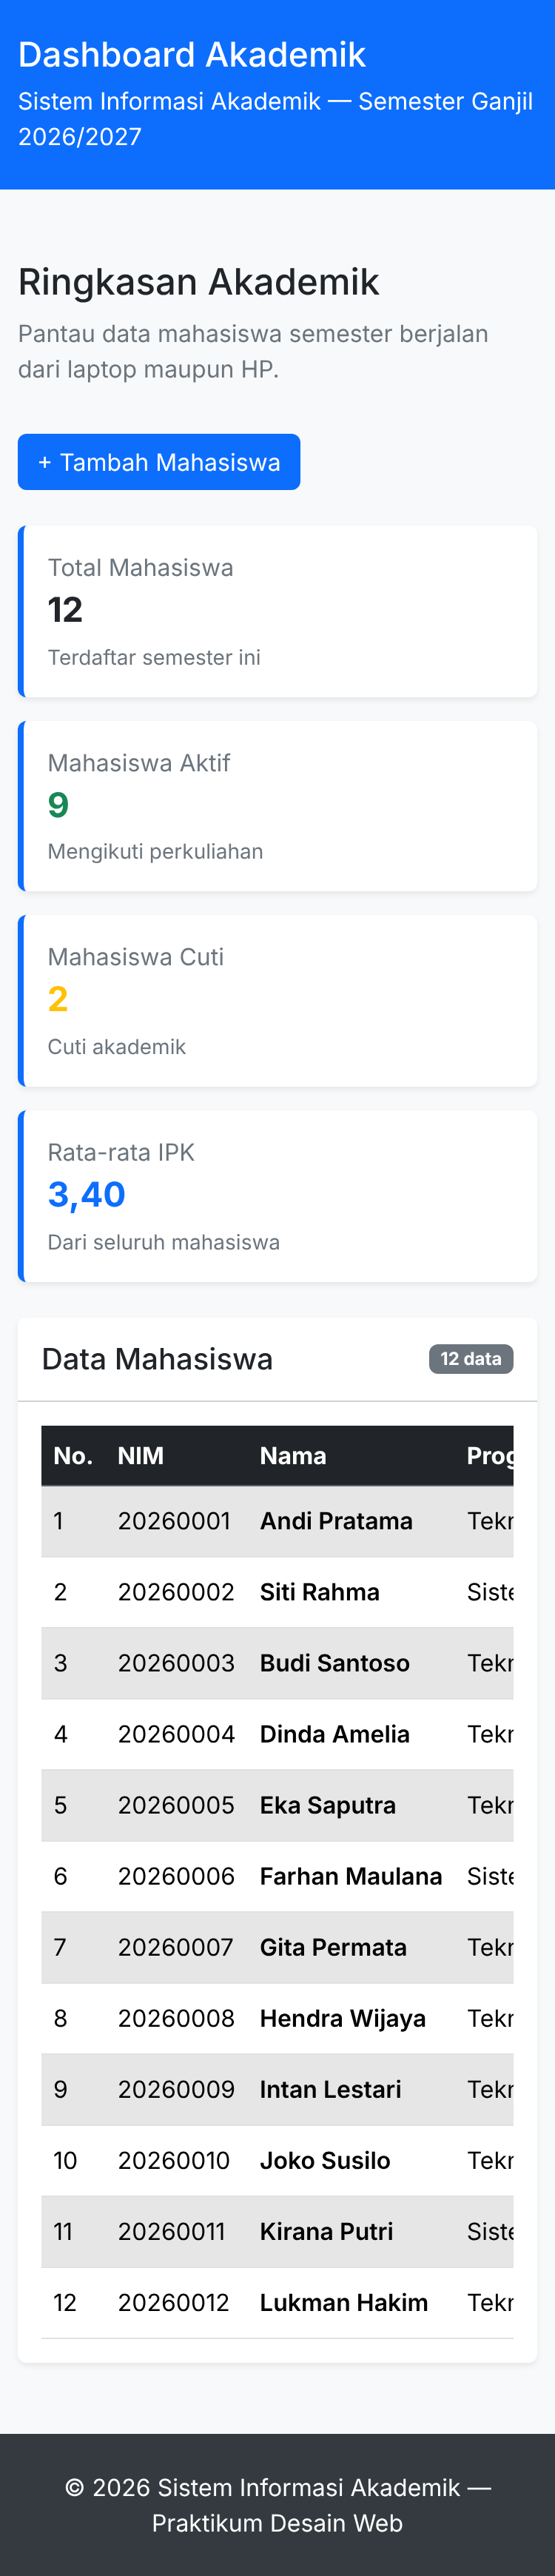 Dashboard Akademik
Sistem Informasi Akademik — Semester Ganjil
2026/2027
Ringkasan Akademik
Pantau data mahasiswa semester berjalan
dari laptop maupun HP.
+ Tambah Mahasiswa
Total Mahasiswa
12
Terdaftar semester ini
Mahasiswa Aktif
9
Mengikuti perkuliahan
Mahasiswa Cuti
2
Cuti akademik
Rata-rata IPK
3,40
Dari seluruh mahasiswa
Data Mahasiswa 12 data
No. NIM Nama
1 20260001 Andi Pratama
2 20260002 Siti Rahma
3 20260003 Budi Santoso
4 20260004 Dinda Amelia
5 20260005 Eka Saputra
6 20260006 Farhan Maulana
7 20260007 Gita Permata
8 20260008 Hendra Wijaya
9 20260009 Intan Lestari
10 20260010 Joko Susilo
11 20260011 Kirana Putri
12 20260012 Lukman Hakim
© 2026 Sistem Informasi Akademik —
Praktikum Desain Web